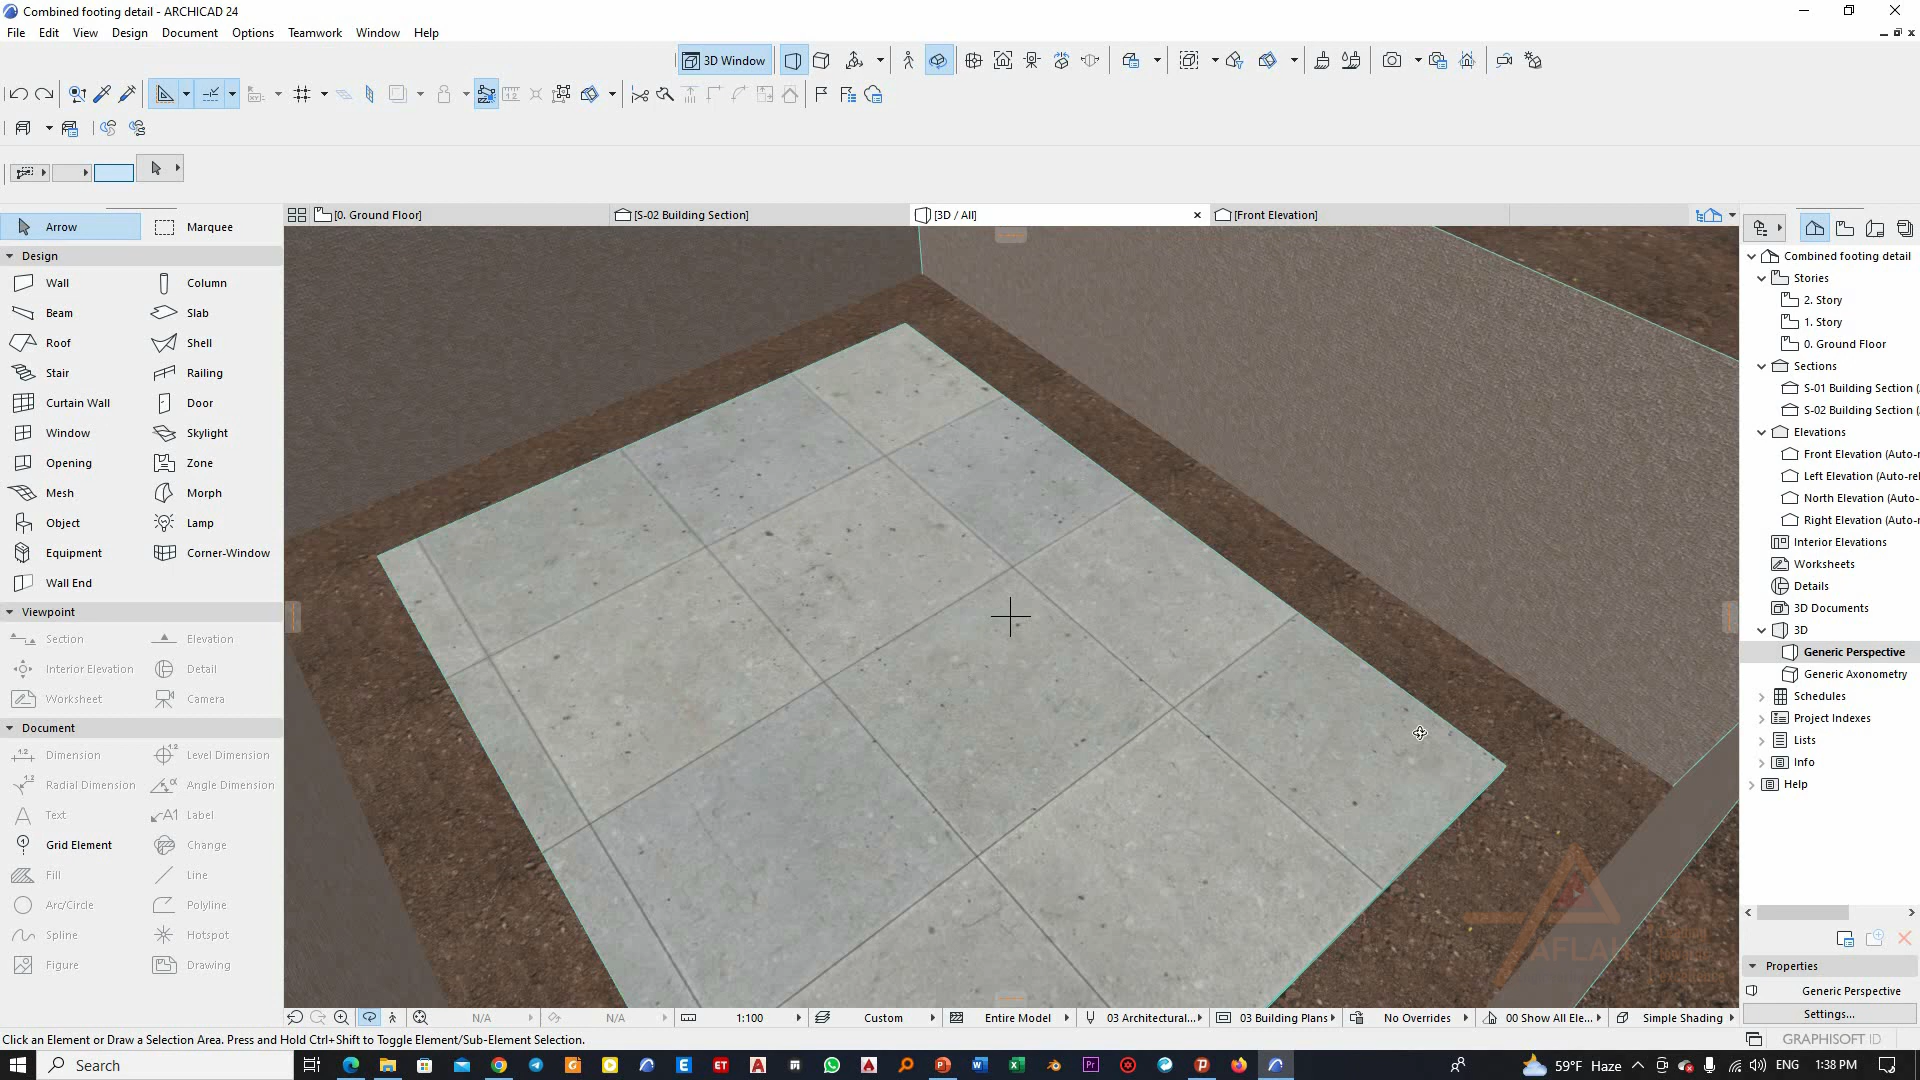 Combined footing detail - ARCHICAD 24
File Edit View Design Document Options Teamwork Window Help
3D Window
[0. Ground Floor] [S-02 Building Section] [3D / All] [Front Elevation]
Arrow Marquee
Design
Wall Column
Beam Slab
Roof Shell
Stair Railing
Curtain Wall Door
Window Skylight
Opening Zone
Mesh Morph
Object Lamp
Equipment Corner-Window
Wall End
Viewpoint
Section Elevation
Interior Elevation Detail
Worksheet Camera
Document
Dimension Level Dimension
Radial Dimension Angle Dimension
Text Label
Grid Element Change
Fill Line
Arc/Circle Polyline
Spline Hotspot
Figure Drawing
Combined footing detail
Stories
2. Story
1. Story
0. Ground Floor
Sections
S-01 Building Section (
S-02 Building Section (
Elevations
Front Elevation (Auto-r
Left Elevation (Auto-rel
North Elevation (Auto-
Right Elevation (Auto-r
Interior Elevations
Worksheets
Details
3D Documents
3D
Generic Perspective
Generic Axonometry
Schedules
Project Indexes
Lists
Info
Help
Properties
Generic Perspective
Settings...
N/A N/A 1:100 Custom Entire Model 03 Architectural... 03 Building Plans No Overrides 00 Show All Ele... Simple Shading
Click an Element or Draw a Selection Area. Press and Hold Ctrl+Shift to Toggle Element/Sub-Element Selection.
GRAPHISOFT ID
Search
59°F Haze ENG 1:38 PM